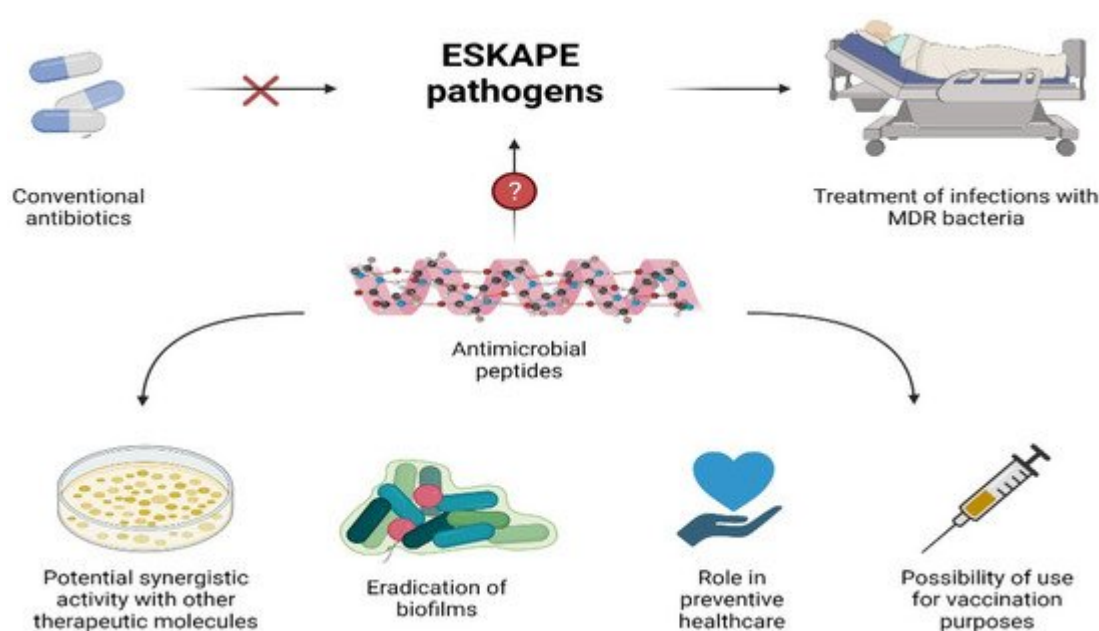 ESKAPE
pathogens
Conventional
antibiotics
Treatment of infections with
MDR bacteria
?
Antimicrobial
peptides
Potential synergistic
activity with other
therapeutic molecules
Eradication of
biofilms
Role in
preventive
healthcare
Possibility of use
for vaccination
purposes